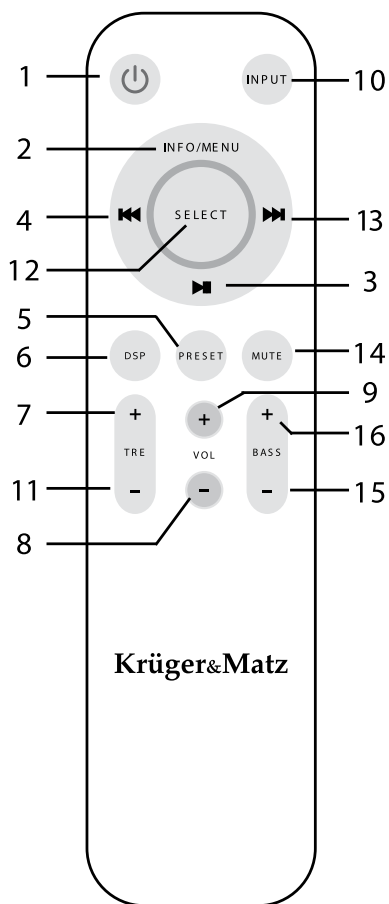 1
INPUT
10
2
INFO/MENU
4
SELECT
13
12
3
5
6
DSP
PRESET
MUTE
14
9
7
+
+
+
16
TRE
VOL
BASS
11
-
-
-
15
8
Krüger&Matz